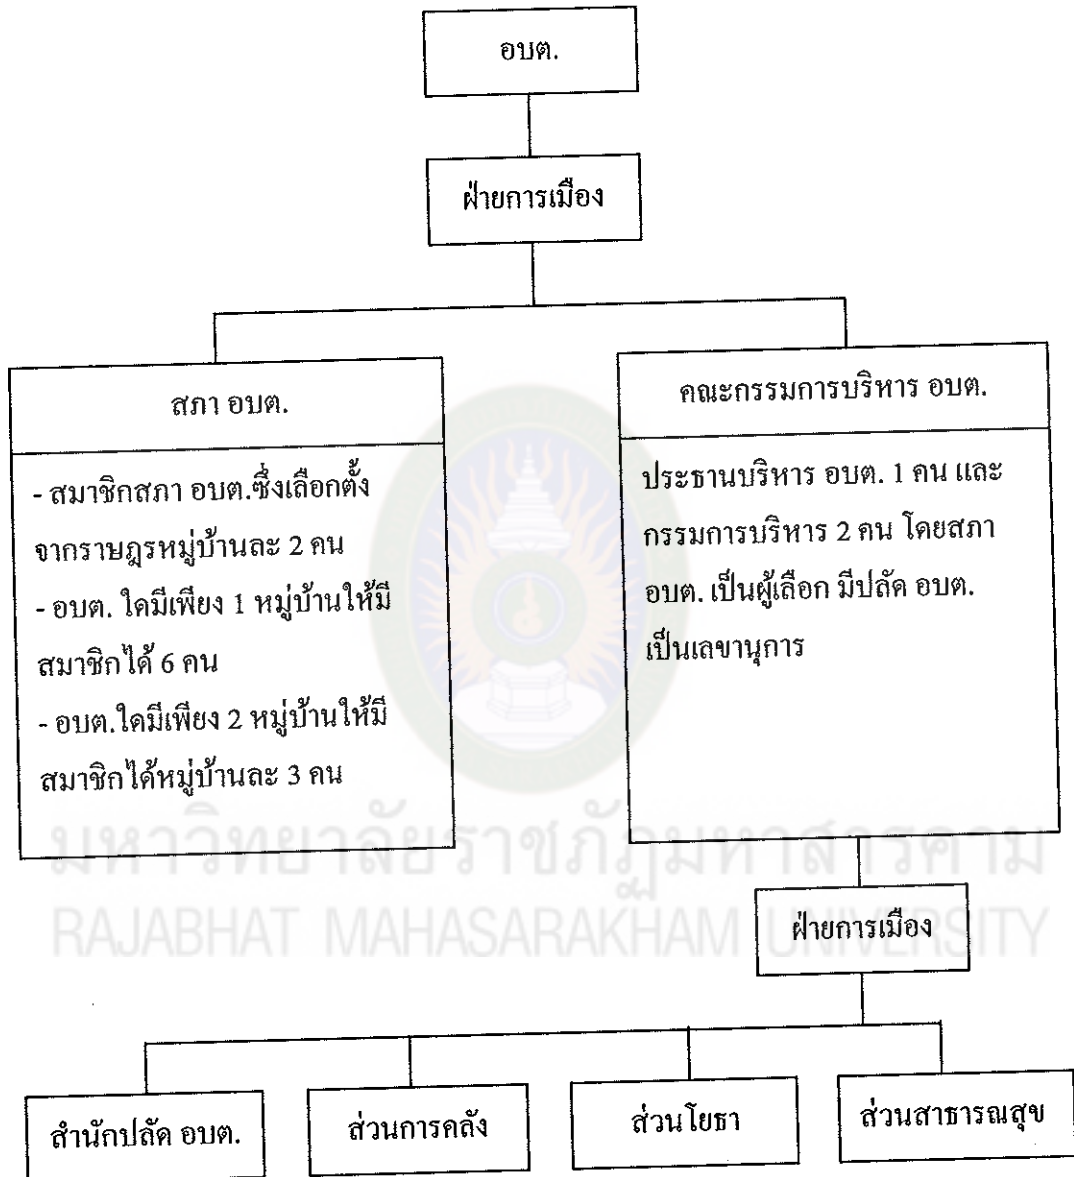 อบต.
ฝ่ายการเมือง
สภา อบต.
- สมาชิกสภา อบต.ซึ่งเลือกตั้ง
จากราษฎรหมู่บ้านละ 2 คน
- อบต. ใดมีเพียง 1 หมู่บ้านให้มี
สมาชิกได้ 6 คน
- อบต.ใดมีเพียง 2 หมู่บ้านให้มี
สมาชิกได้หมู่บ้านละ 3 คน
คณะกรรมการบริหาร อบต.
ประธานบริหาร อบต. 1 คน และ
กรรมการบริหาร 2 คน โดยสภา
อบต. เป็นผู้เลือก มีปลัด อบต.
เป็นเลขานุการ
มหาวิทยาลัยราชภัฏมหาสารคาม
RAJABHAT MAHASARAKHAM UNIVERSITY
ฝ่ายการเมือง
สำนักปลัด อบต.
ส่วนการคลัง
ส่วนโยธา
ส่วนสาธารณสุข